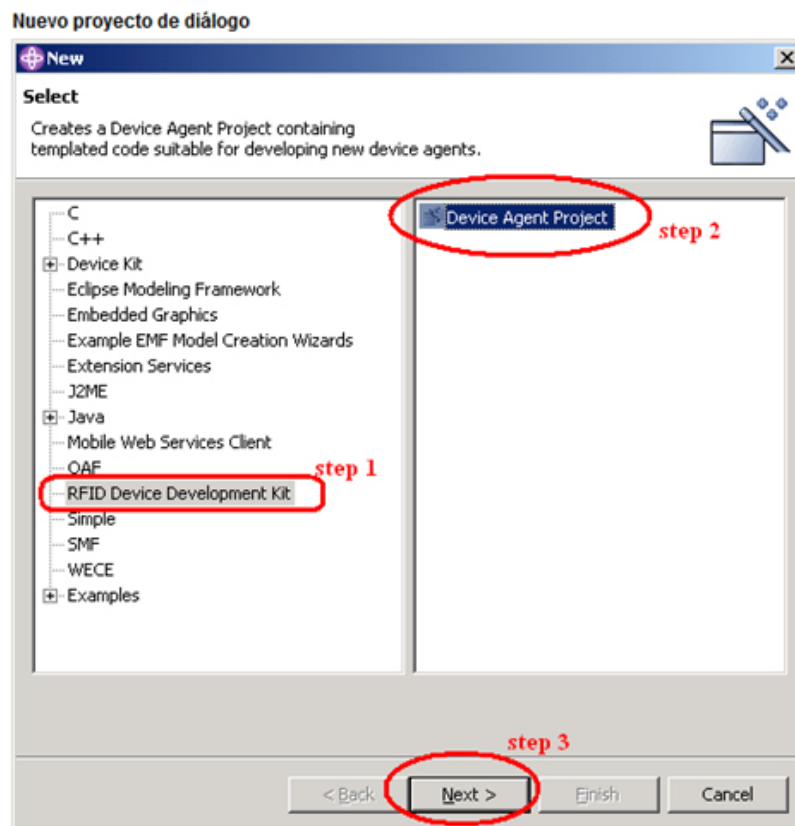 Nuevo proyecto de diálogo
New
Select
Creates a Device Agent Project containing
templated code suitable for developing new device agents.
C
C++
Device Kit
Eclipse Modeling Framework
Embedded Graphics
Example EMF Model Creation Wizards
Extension Services
J2ME
Java
Mobile Web Services Client
OAF
RFID Device Development Kit
Simple
SMF
WECE
Examples
step 1
Device Agent Project
step 2
step 3
< Back
Next >
Finish
Cancel